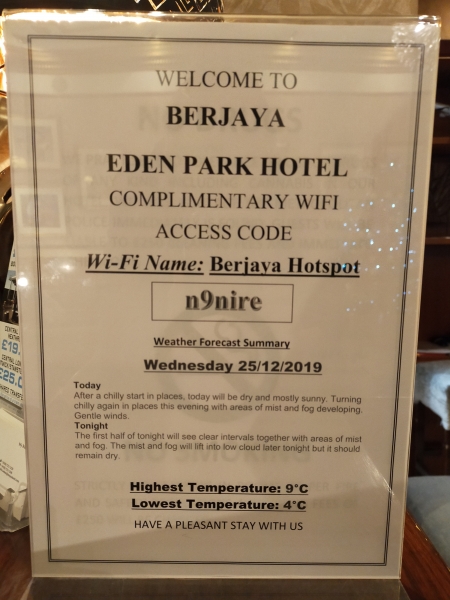 WELCOME TO
BERJAYA
EDEN PARK HOTEL
COMPLIMENTARY WIFI
ACCESS CODE
Wi-Fi Name: Berjaya Hotspot
n9nire
Weather Forecast Summary
Wednesday 25/12/2019
Today
After a chilly start in places, today will be dry and mostly sunny. Turning
chilly again in places this evening with areas of mist and fog developing.
Gentle winds.
Tonight
The first half of tonight will see clear intervals together with areas of mist
and fog. The mist and fog will lift into low cloud later tonight but it should
remain dry.
Highest Temperature: 9°C
Lowest Temperature: 4°C
HAVE A PLEASANT STAY WITH US